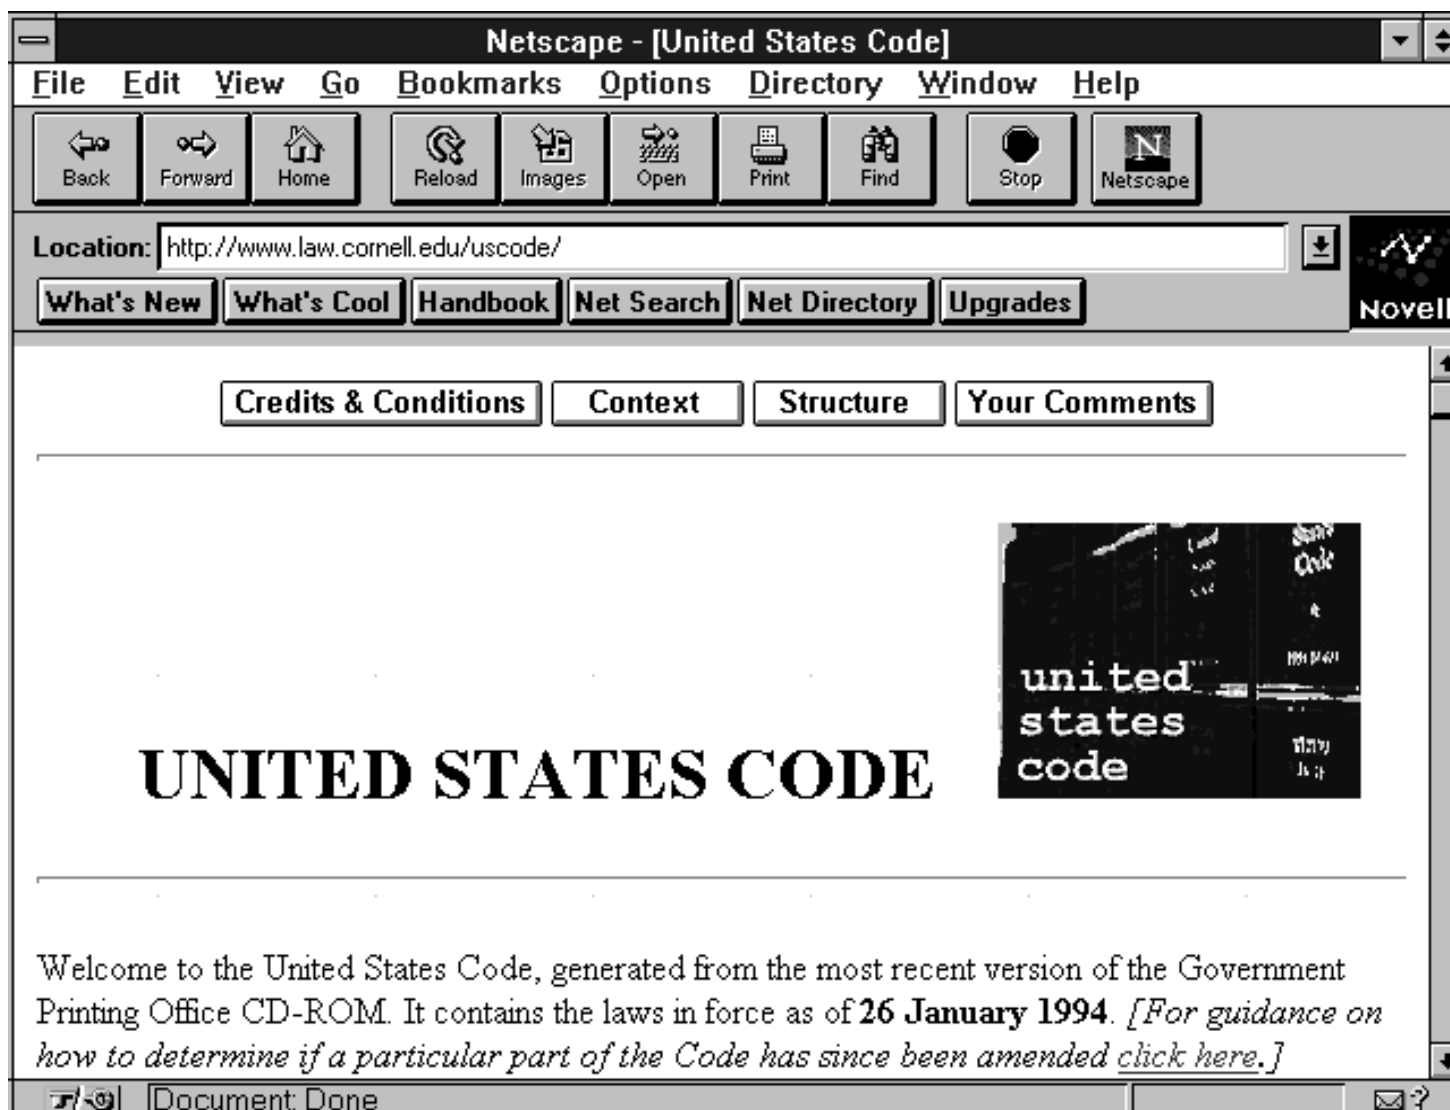 Netscape - [United States Code]
File Edit View Go Bookmarks Options Directory Window Help
Back Forward Home Reload Images Open Print Find Stop Netscape
N
Location: http://www.law.cornell.edu/uscode/
What's New What's Cool Handbook Net Search Net Directory Upgrades
Novell
Credits & Conditions Context Structure Your Comments
Code
united
states
code
UNITED STATES CODE
Welcome to the United States Code, generated from the most recent version of the Government
Printing Office CD-ROM. It contains the laws in force as of 26 January 1994. [For guidance on
how to determine if a particular part of the Code has since been amended click here.]
Document: Done